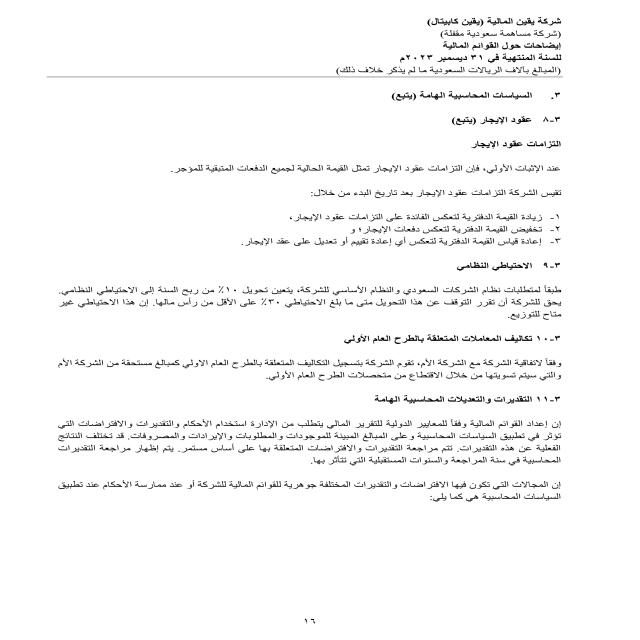 شركة يقين المالية (يقين كابيتال)
(شركة مساهمة سعودية مقفلة)
إيضاحات حول القوائم المالية
للسنة المنتهية في ٣١ ديسمبر ٢٠٢٣م
(المبالغ بآلاف الريالات السعودية ما لم يذكر خلاف ذلك)
٣. السياسات المحاسبية الهامة (يتبع)
٣-٨ عقود الإيجار (يتبع)
التزامات عقود الإيجار
عند الإثبات الأولي، فإن التزامات عقود الإيجار تمثل القيمة الحالية لجميع الدفعات المتبقية للمؤجر.
تقيس الشركة التزامات عقود الإيجار بعد تاريخ البدء من خلال:
١- زيادة القيمة الدفترية لتعكس الفائدة على التزامات عقود الإيجار،
٢- تخفيض القيمة الدفترية لتعكس دفعات الإيجار؛ و
٣- إعادة قياس القيمة الدفترية لتعكس أي إعادة تقييم أو تعديل على عقد الإيجار.
٣-٩ الاحتياطي النظامي
طبقاً لمتطلبات نظام الشركات السعودي والنظام الأساسي للشركة، يتعين تحويل ١٠٪ من ربح السنة إلى الاحتياطي النظامي.
يحق للشركة أن تقرر التوقف عن هذا التحويل متى ما بلغ الاحتياطي ٣٠٪ على الأقل من رأس مالها. إن هذا الاحتياطي غير
متاح للتوزيع.
٣-١٠ تكاليف المعاملات المتعلقة بالطرح العام الأولي
وفقاً لاتفاقية الشركة مع الشركة الأم، تقوم الشركة بتسجيل التكاليف المتعلقة بالطرح العام الاولي كمبالغ مستحقة من الشركة الأم
والتي سيتم تسويتها من خلال الاقتطاع من متحصلات الطرح العام الأولي.
٣-١١ التقديرات والتعديلات المحاسبية الهامة
إن إعداد القوائم المالية وفقاً للمعايير الدولية للتقرير المالي يتطلب من الإدارة استخدام الأحكام والتقديرات والافتراضات التي
تؤثر في تطبيق السياسات المحاسبية وعلى المبالغ المبينة للموجودات والمطلوبات والإيرادات والمصروفات. قد تختلف النتائج
الفعلية عن هذه التقديرات. تتم مراجعة التقديرات والافتراضات المتعلقة بها على أساس مستمر. يتم إظهار مراجعة التقديرات
المحاسبية في سنة المراجعة والسنوات المستقبلية التي تتأثر بها.
إن المجالات التي تكون فيها الافتراضات والتقديرات المختلفة جوهرية للقوائم المالية للشركة أو عند ممارسة الأحكام عند تطبيق
السياسات المحاسبية هي كما يلي:
١٦